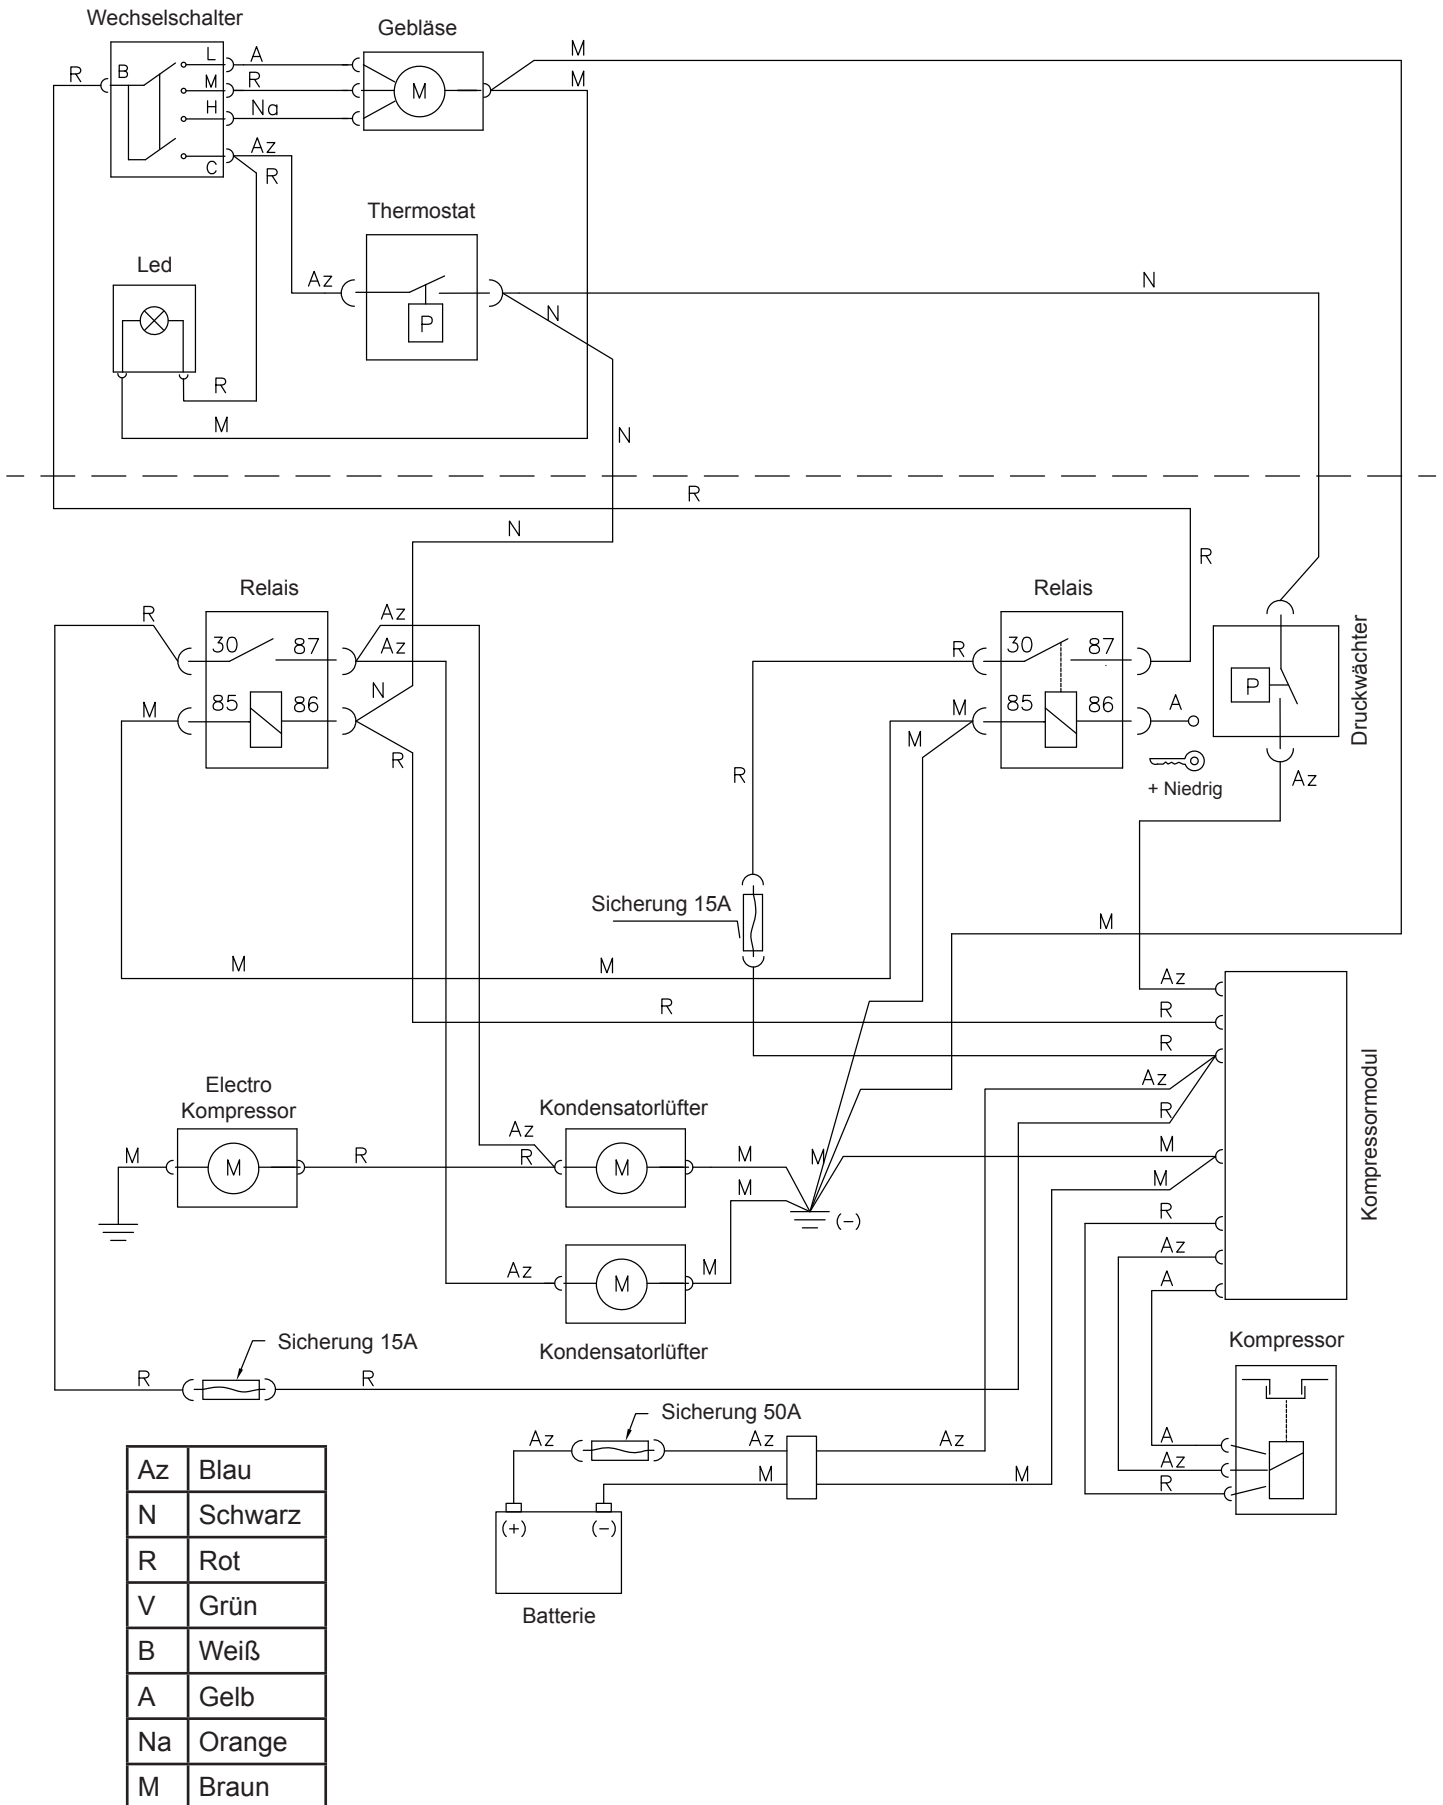 Wechselschalter
Gebläse
M
L A
R B M R M M
H Na
Az
C R
Thermostat
Led
Az N
P N
R
M
N
R
N
R
Relais Relais
R Az
30 87 Az R 30 87
N
M 85 86 M 85 86 A P Druckwächter
R M
R + Niedrig Az
Sicherung 15A
M
M M
Az
R R
R
Electro
Kompressor Kondensatorlüfter Az
Az R
M M R R M M M M
M M
(-) R
Az M Az
M A
Kompressormodul
Sicherung 15A Kondensatorlüfter Kompressor
R R
Sicherung 50A
Az Az Az A
M M Az
R
(+) (-)
Batterie
Az Blau
N Schwarz
R Rot
V Grün
B Weiß
A Gelb
Na Orange
M Braun